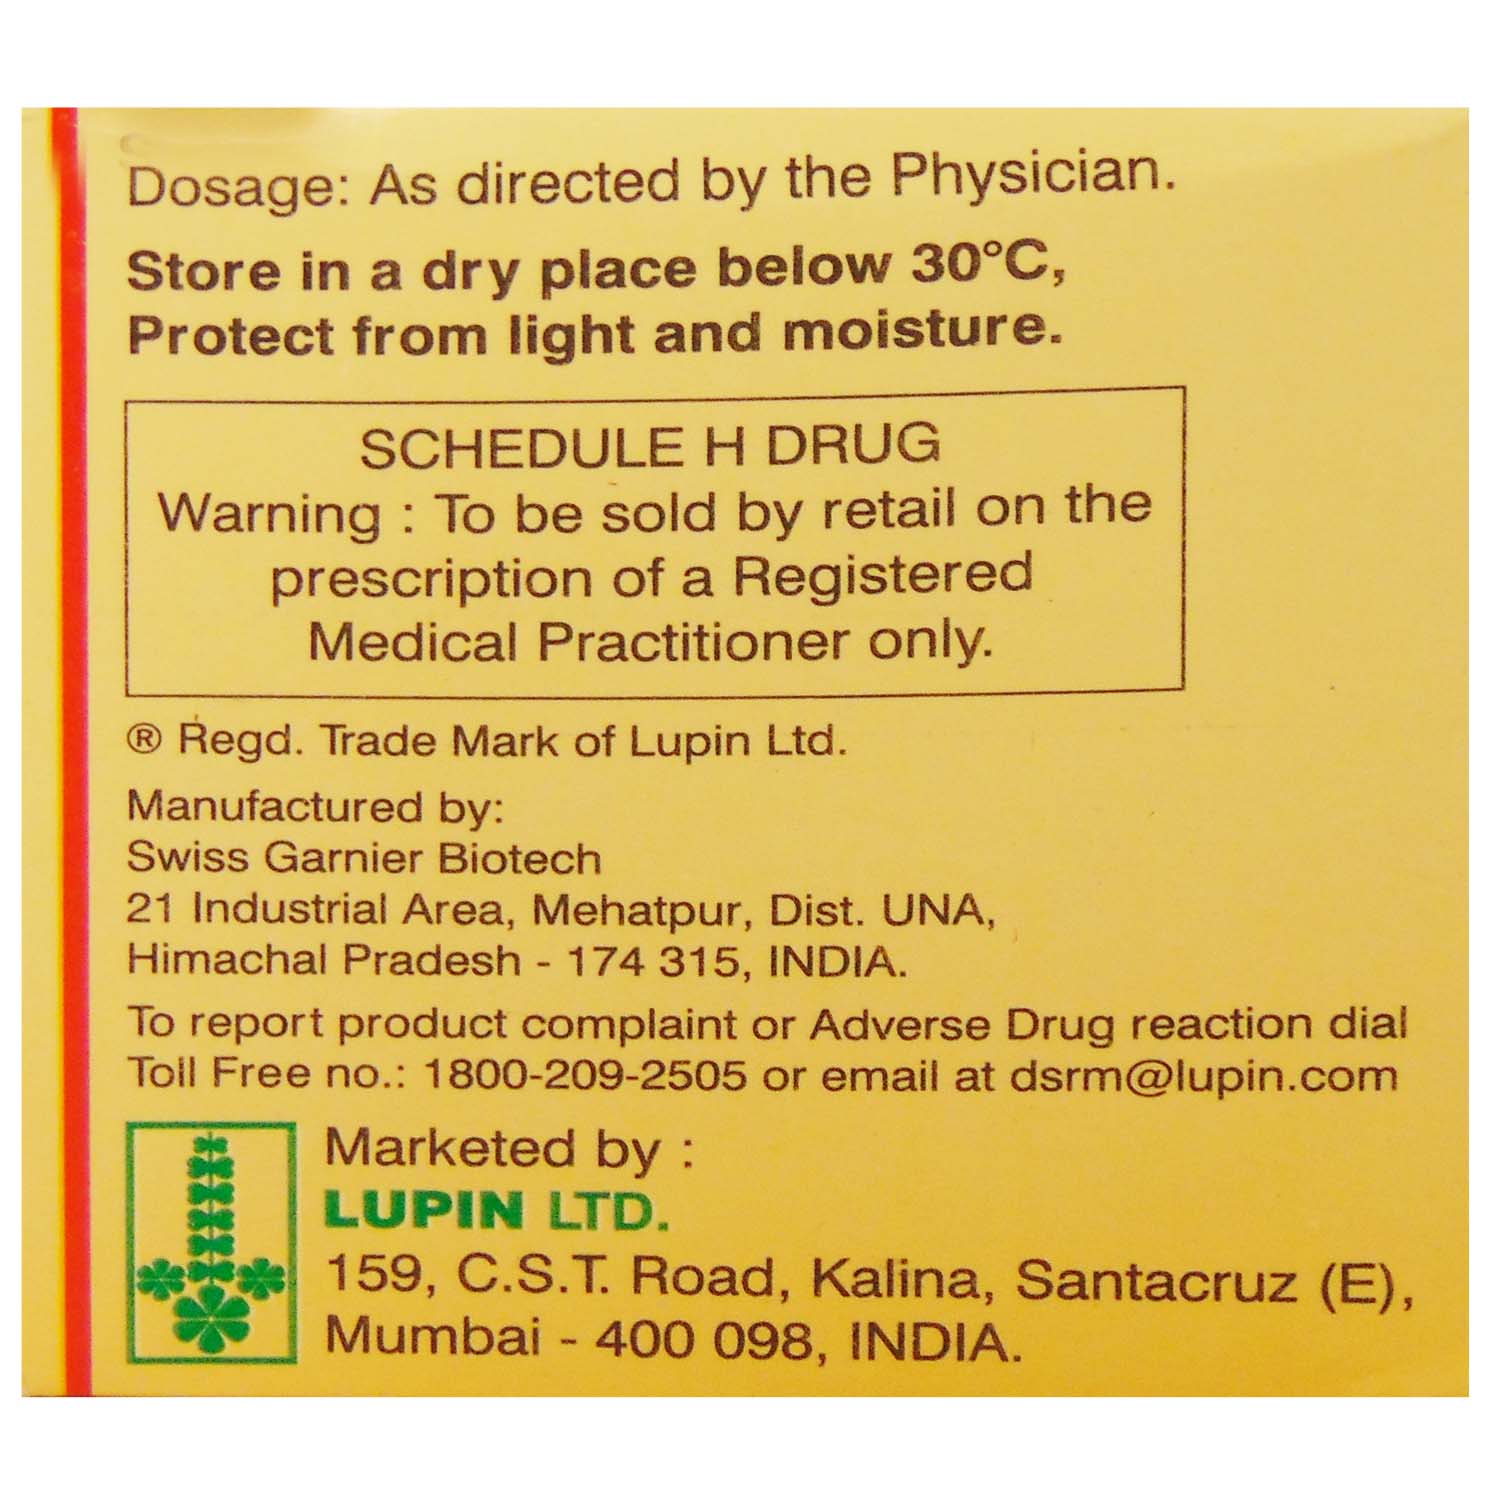 Dosage: As directed by the Physician.
Store in a dry place below 30°C,
Protect from light and moisture.
SCHEDULE H DRUG
Warning : To be sold by retail on the
prescription of a Registered
Medical Practitioner only.
® Regd. Trade Mark of Lupin Ltd.
Manufactured by:
Swiss Garnier Biotech
21 Industrial Area, Mehatpur, Dist. UNA,
Himachal Pradesh - 174 315, INDIA.
To report product complaint or Adverse Drug reaction dial
Toll Free no.: 1800-209-2505 or email at dsrm@lupin.com
Marketed by :
LUPIN LTD.
159, C.S.T. Road, Kalina, Santacruz (E),
Mumbai - 400 098, INDIA.